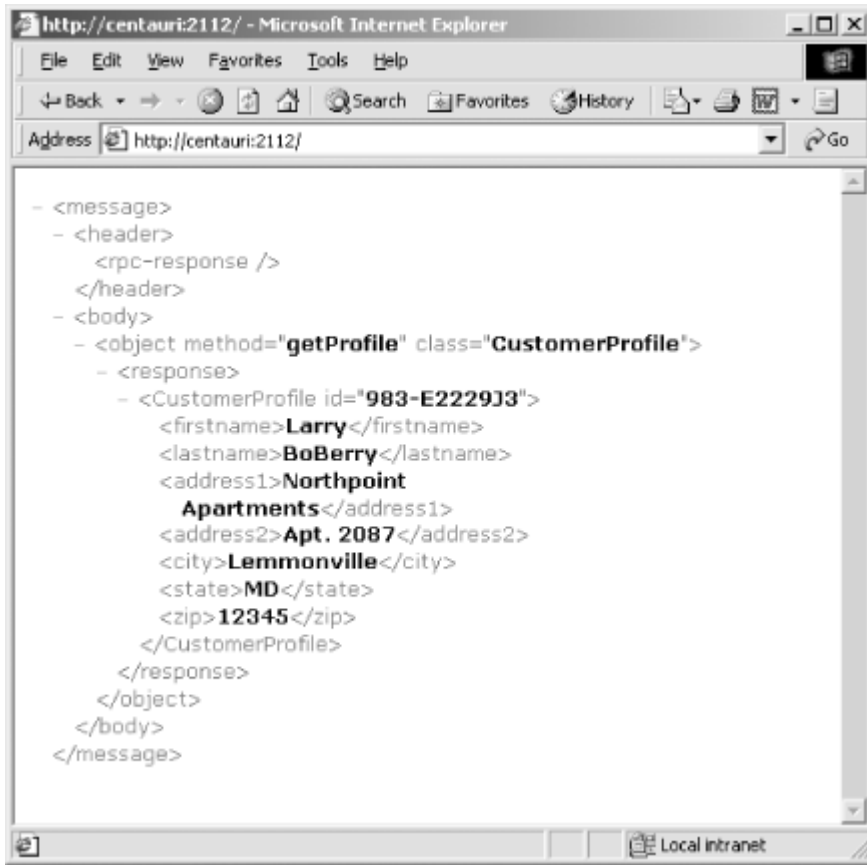 http://centauri:2112/ - Microsoft Internet Explorer
File Edit View Favorites Tools Help
Back Search Favorites History
Address http://centauri:2112/ Go
- <message>
- <header>
<rpc-response />
</header>
- <body>
- <object method="getProfile" class="CustomerProfile">
- <response>
- <CustomerProfile id="983-E2229J3">
<firstname>Larry</firstname>
<lastname>BoBerry</lastname>
<address1>Northpoint
Apartments</address1>
<address2>Apt. 2087</address2>
<city>Lemmonville</city>
<state>MD</state>
<zip>12345</zip>
</CustomerProfile>
</response>
</object>
</body>
</message>
Local intranet